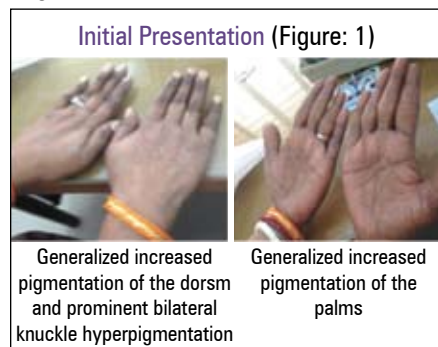 Initial Presentation (Figure: 1)
Generalized increased
pigmentation of the dorsm
and prominent bilateral
knuckle hyperpigmentation
Generalized increased
pigmentation of the
palms